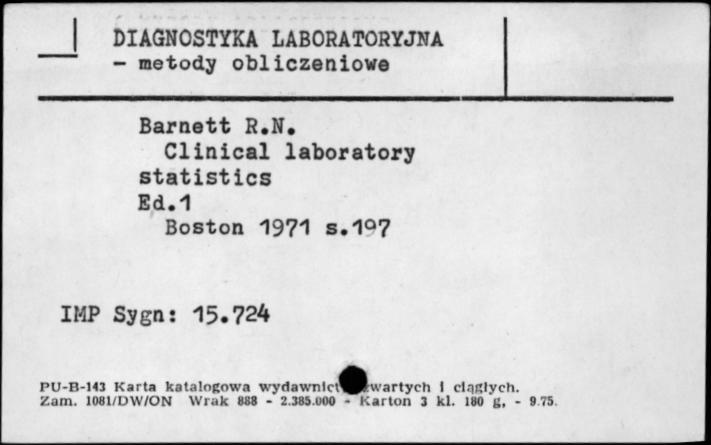 DIAGNOSTYKA LABORATORYJNA
- metody obliczeniowe
Barnett R.N.
Clinical laboratory
statistics
Ed.1
Boston 1971 s.197
IMP Sygn: 15.724
PU-B-143 Karta katalogowa wydawnict wartych i ciągłych.
Zam. 1081/DW/ON Wrak 888 - 2.385.000 - Karton 3 kl. 180 g, - 9.75.